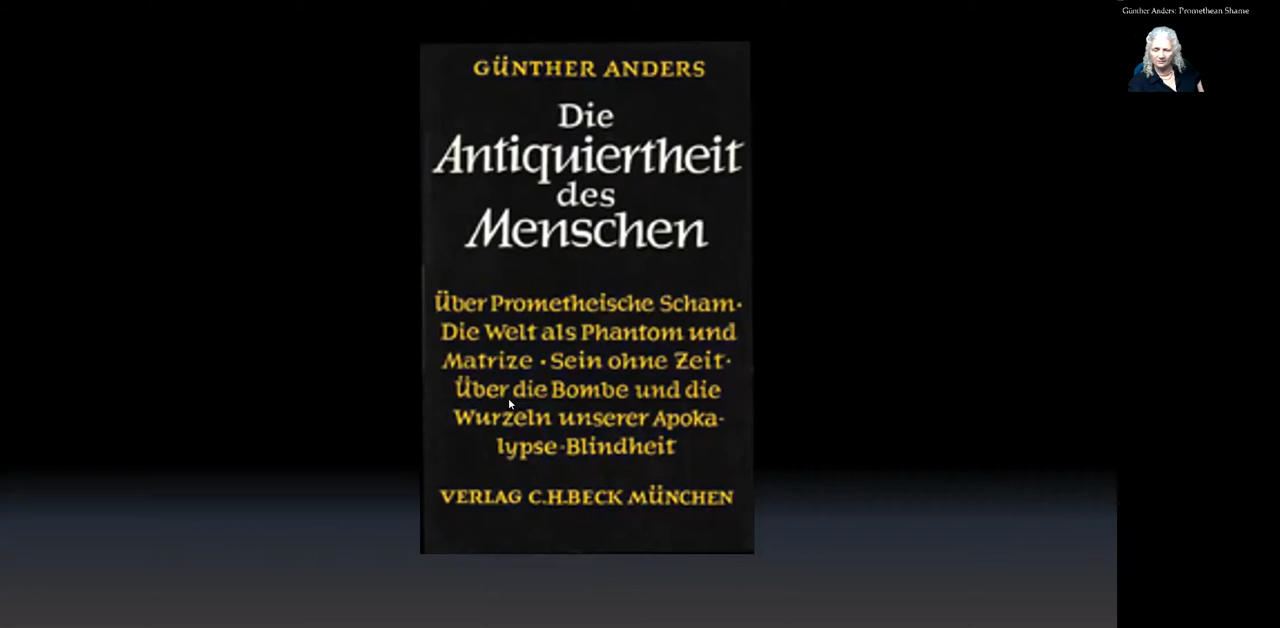 Günther Anders: Promethean Shame
GÜNTHER ANDERS
Die
Antiquiertheit
des
Menschen
Über Prometheische Scham·
Die Welt als Phantom und
Matrize · Sein ohne Zeit·
Über die Bombe und die
Wurzeln unserer Apoka-
lypse-Blindheit
VERLAG C.H.BECK MÜNCHEN